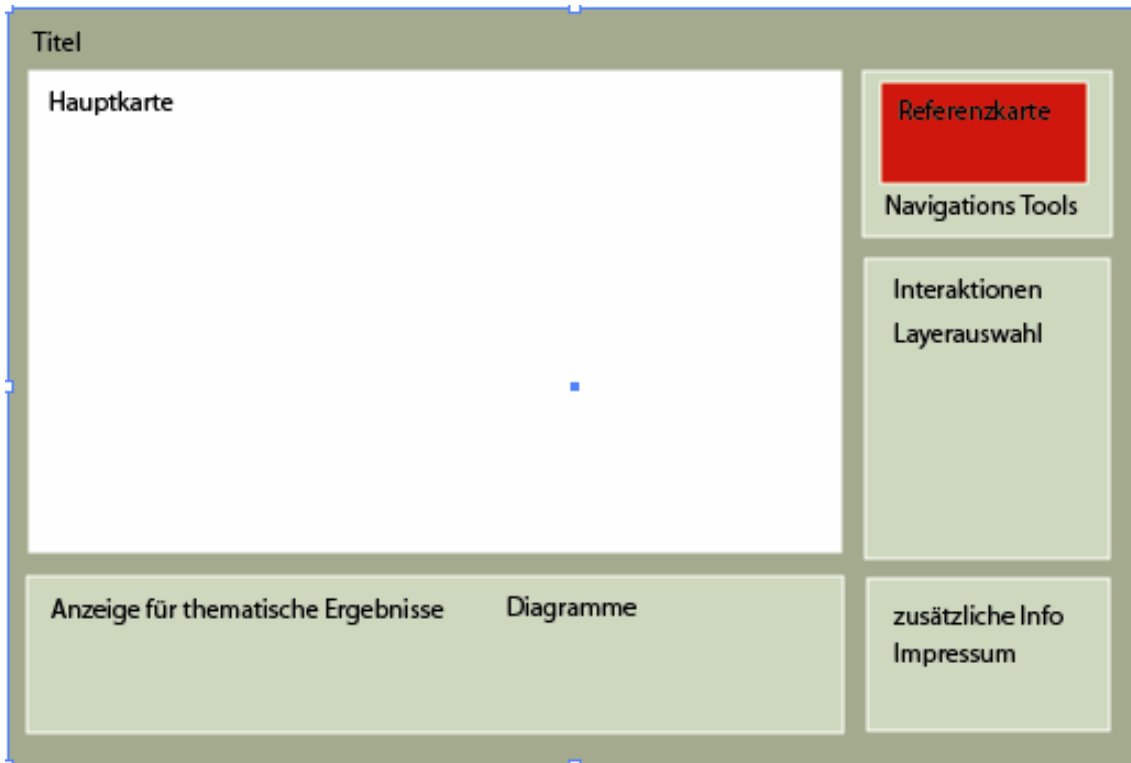 Titel
Hauptkarte
Referenzkarte
Navigations Tools
Interaktionen
Layerauswahl
Anzeige für thematische Ergebnisse
Diagramme
zusätzliche Info
Impressum